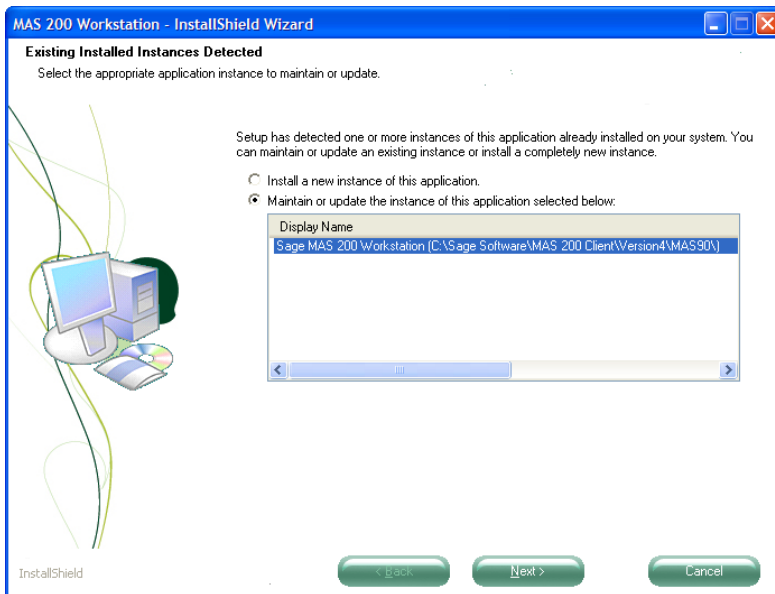 MAS 200 Workstation - InstallShield Wizard
Existing Installed Instances Detected
Select the appropriate application instance to maintain or update.
Setup has detected one or more instances of this application already installed on your system. You
can maintain or update an existing instance or install a completely new instance.
Install a new instance of this application.
Maintain or update the instance of this application selected below:
Display Name
Sage MAS 200 Workstation (C:\Sage Software\MAS 200 Client\Version4\MAS90\)
InstallShield
< Back
Next >
Cancel